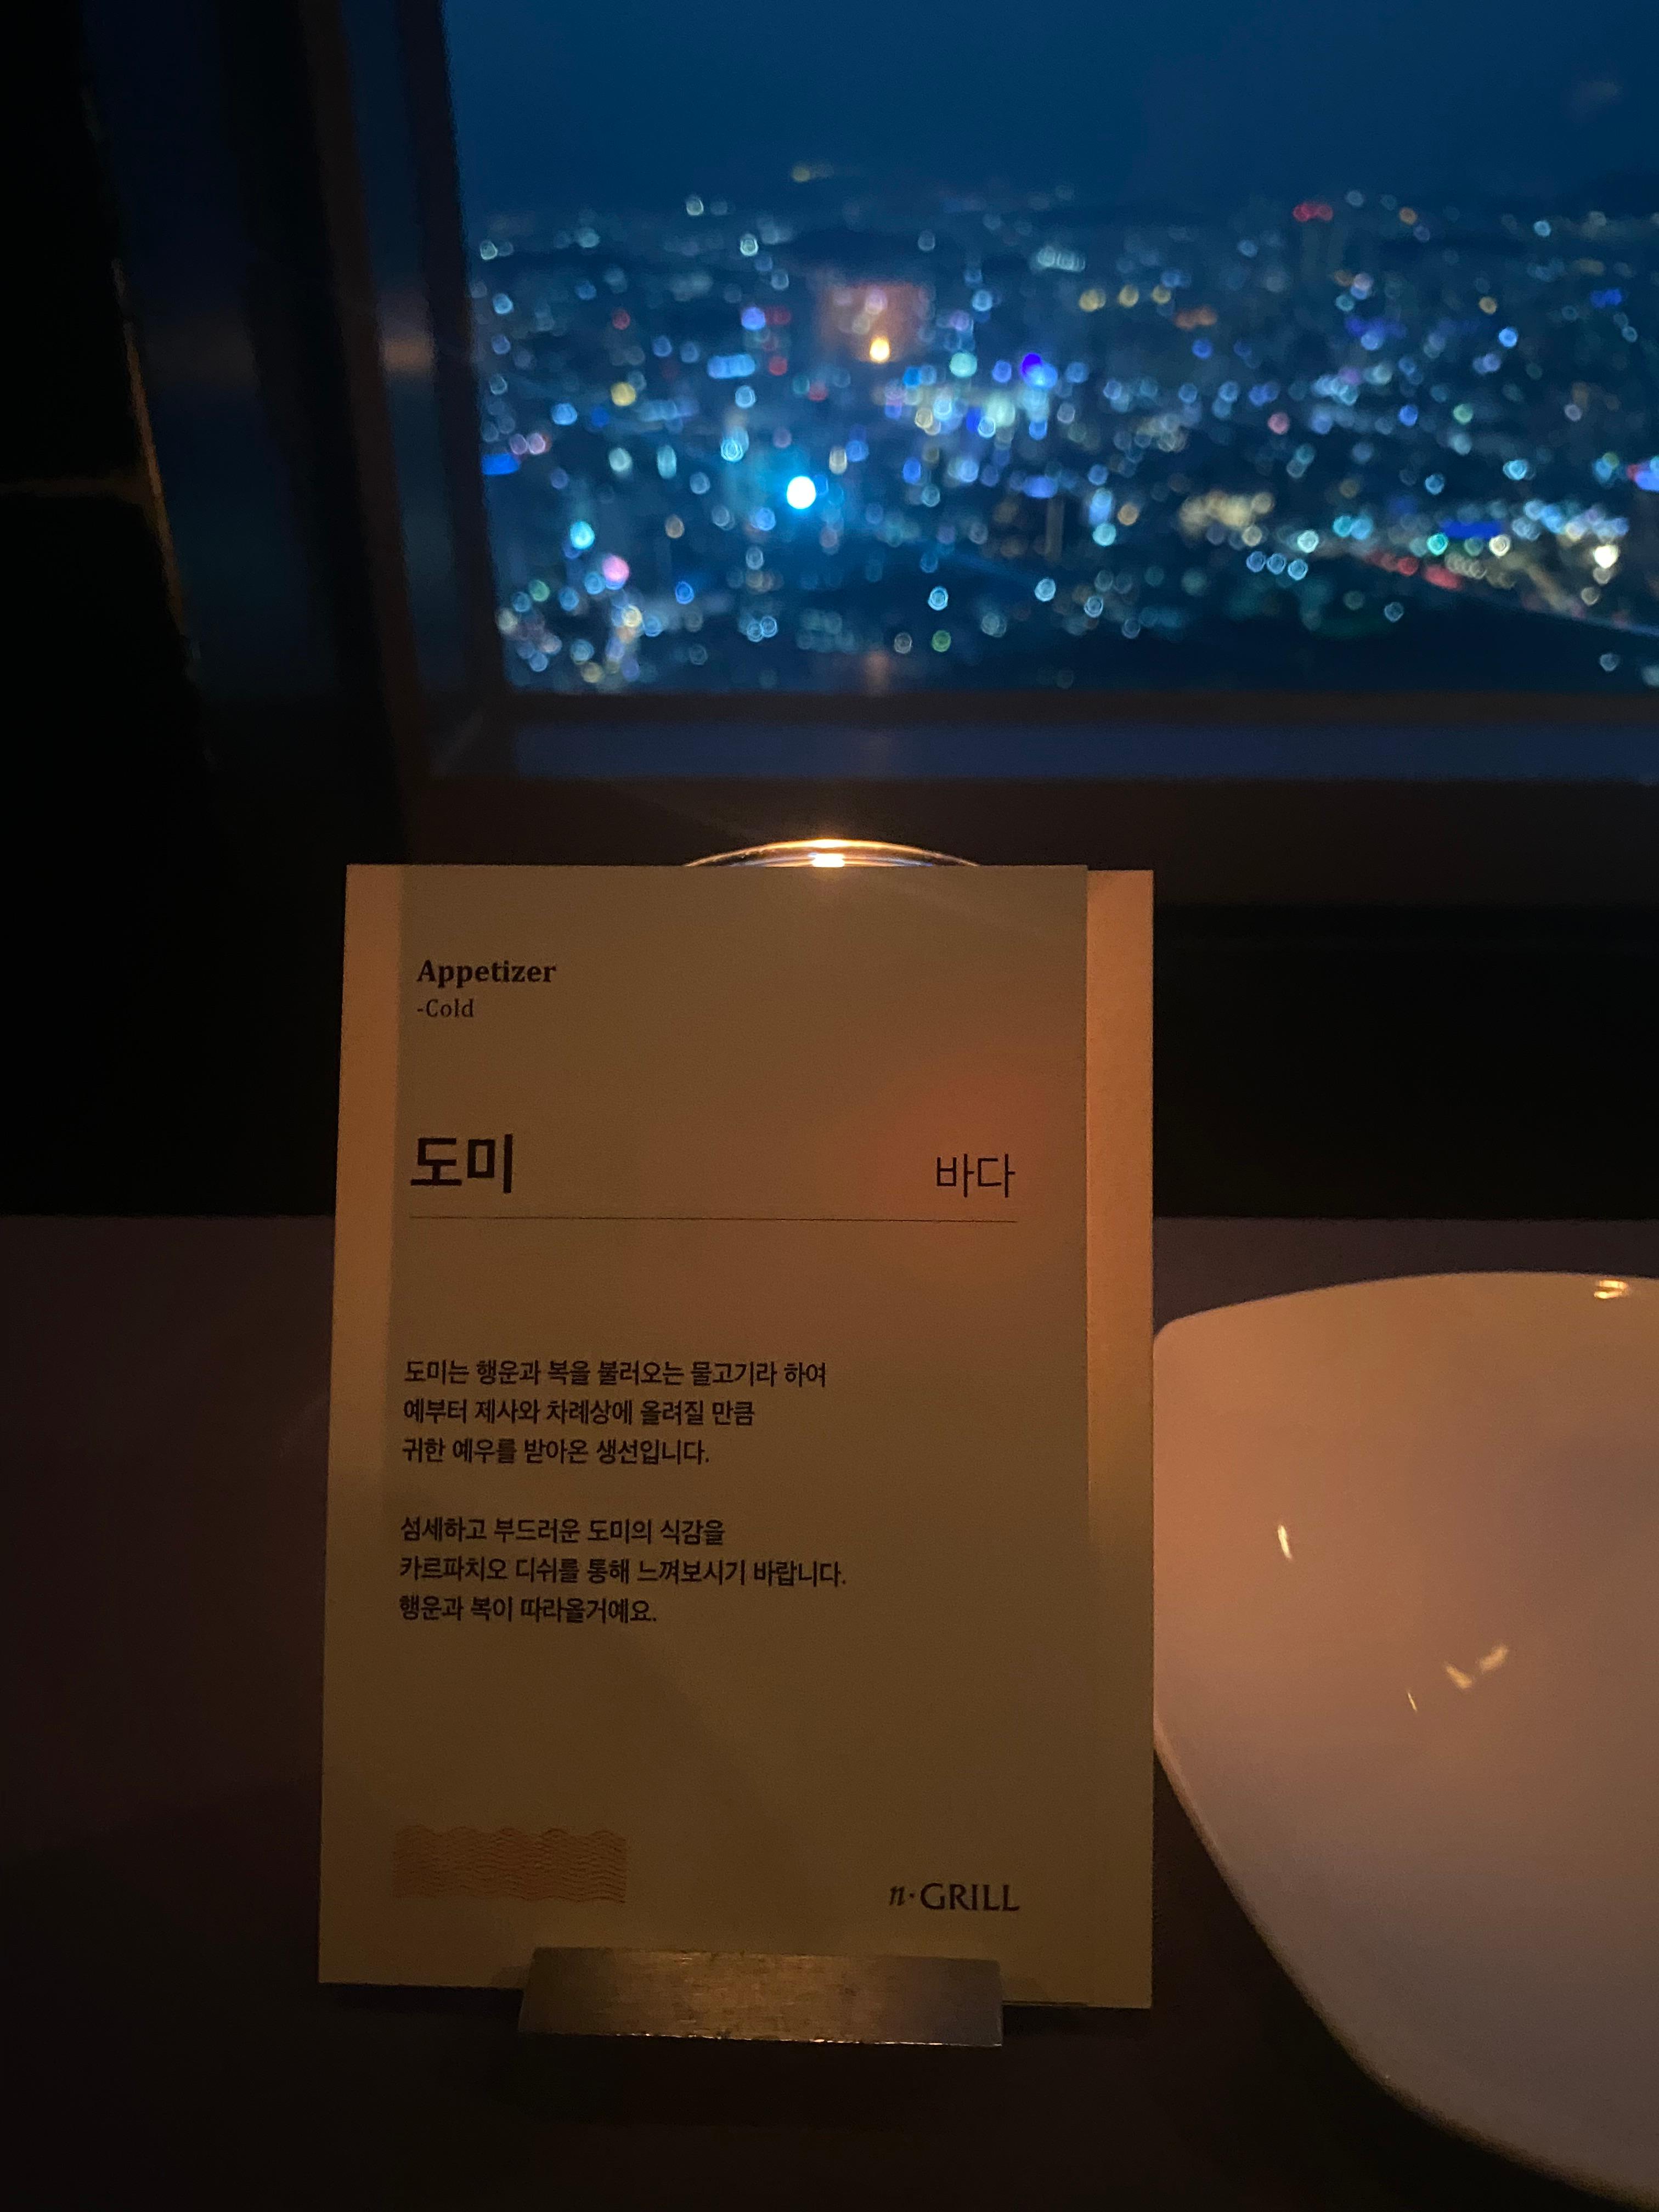 Appetizer
-Cold
도미 바다
도미는 행운과 복을 불러오는 물고기라 하여
예부터 제사와 차례상에 올려질 만큼
귀한 예우를 받아온 생선입니다.
섬세하고 부드러운 도미의 식감을
카르파치오 디쉬를 통해 느껴보시기 바랍니다.
행운과 복이 따라올거예요.
n·GRILL